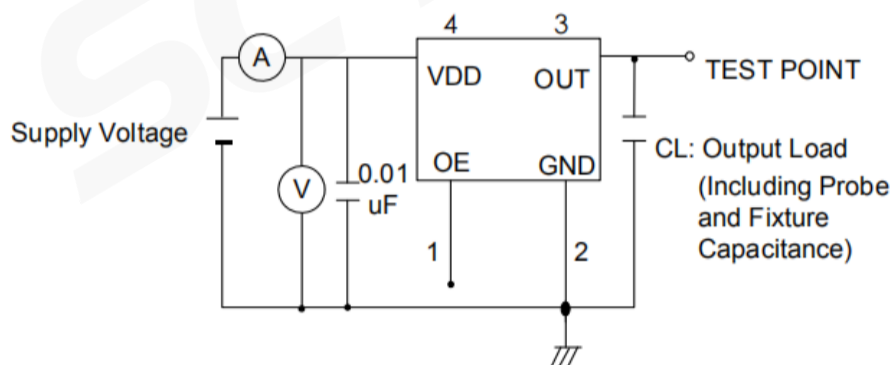 4 3
A
VDD OUT
TEST POINT
Supply Voltage
V
0.01
uF
OE GND
CL: Output Load
(Including Probe
and Fixture
Capacitance)
1 2